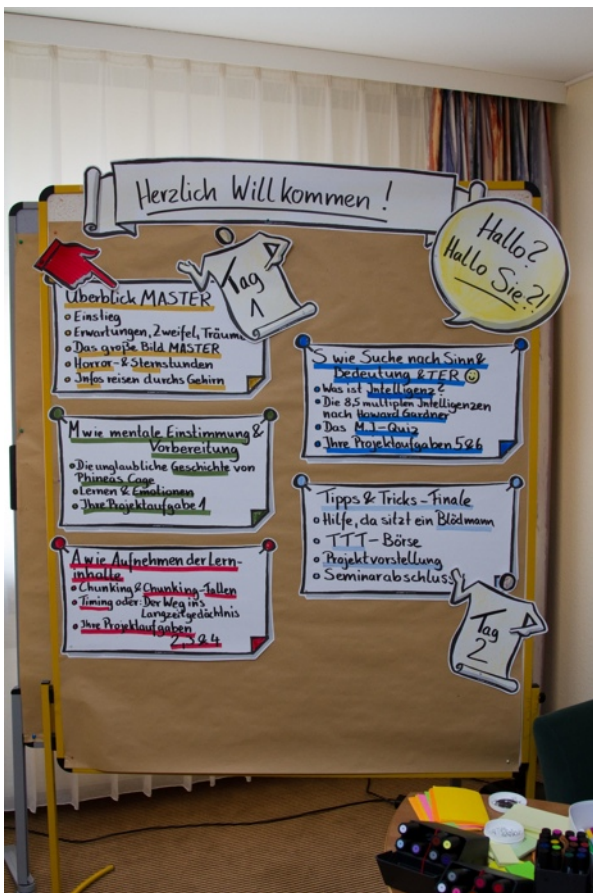 Herzlich Willkommen!
Hallo?
Hallo Sie?!
Tag
1
Überblick MASTER
Einstieg
Erwartungen, Zweifel, Träume
Das große Bild MASTER
Horror- & Sternstunden
Infos reisen durchs Gehirn
M wie mentale Einstimmung &
Vorbereitung
Die unglaubliche Geschichte von
Phineas Cage
Lernen & Emotionen
Ihre Projektaufgabe 1
A wie Aufnehmen der Lern-
inhalte
Chunking & Chunking-Fallen
Timing oder: Der Weg ins
Langzeitgedächtnis
Ihre Projektaufgaben
2, 3 & 4
S wie Suche nach Sinn &
Bedeutung & TER
Was ist Intelligenz?
Die 8,5 multiplen Intelligenzen
nach Howard Gardner
Das M.I-Quiz
Ihre Projektaufgaben 5 & 6
Tipps & Tricks-Finale
Hilfe, da sitzt ein Blödmann
TTT-Börse
Projektvorstellung
Seminarabschluss
Tag
2